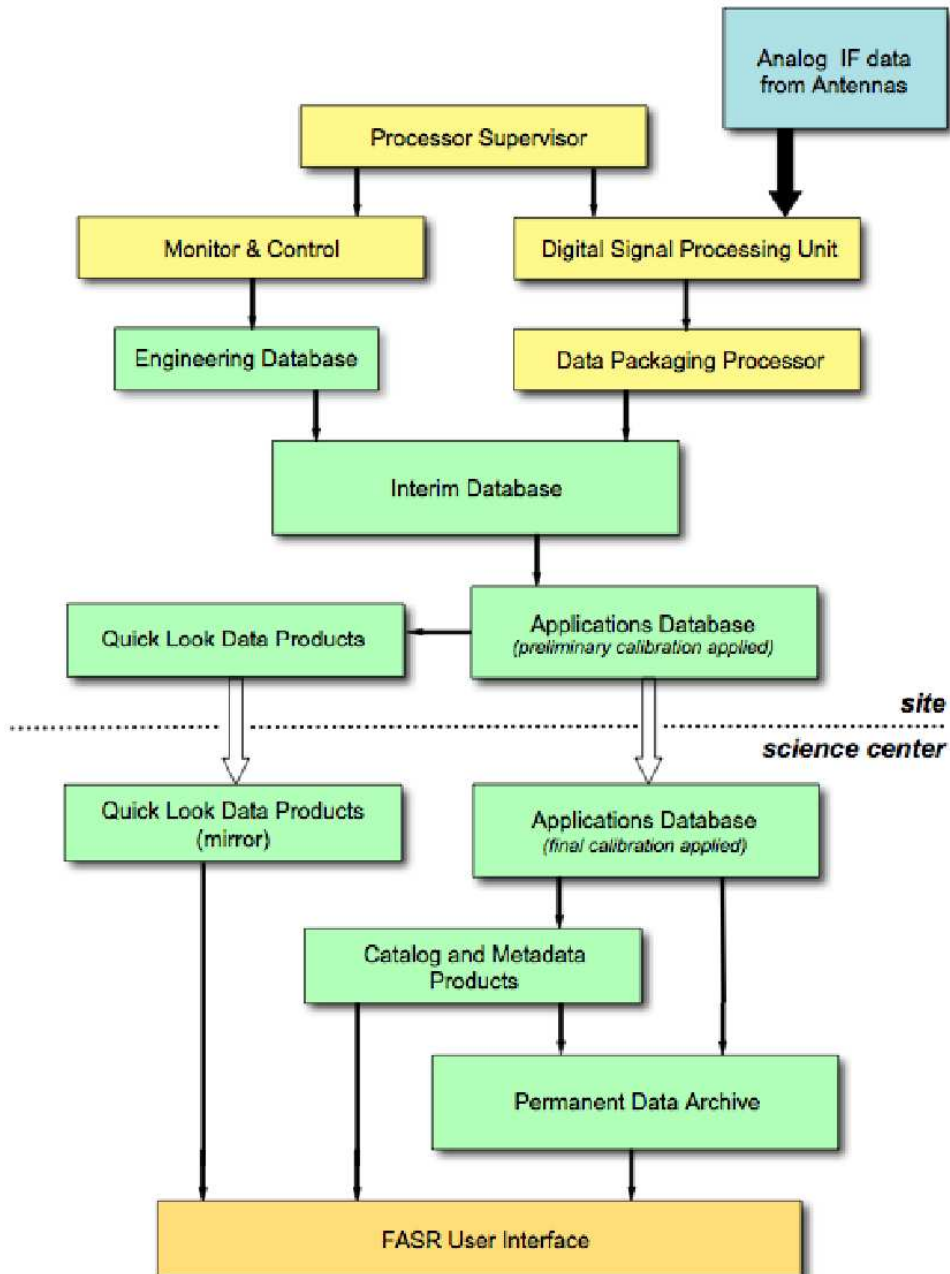 Analog IF data
from Antennas
Processor Supervisor
Monitor & Control
Digital Signal Processing Unit
Engineering Database
Data Packaging Processor
Interim Database
Quick Look Data Products
Applications Database
(preliminary calibration applied)
site
science center
Quick Look Data Products
(mirror)
Applications Database
(final calibration applied)
Catalog and Metadata
Products
Permanent Data Archive
FASR User Interface